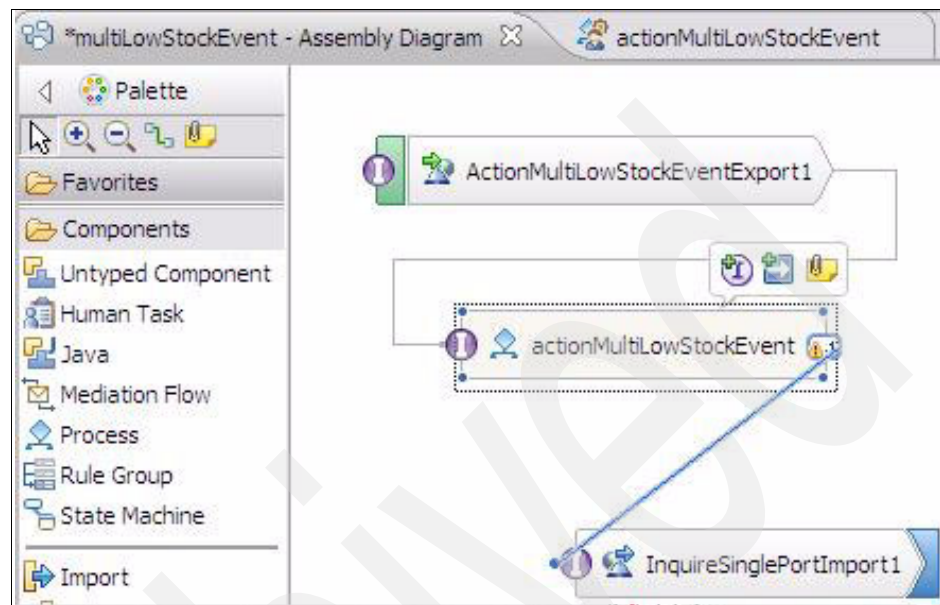 *multiLowStockEvent - Assembly Diagram
actionMultiLowStockEvent
Palette
Favorites
Components
Untyped Component
Human Task
Java
Mediation Flow
Process
Rule Group
State Machine
Import
ActionMultiLowStockEventExport1
actionMultiLowStockEvent
InquireSinglePortImport1